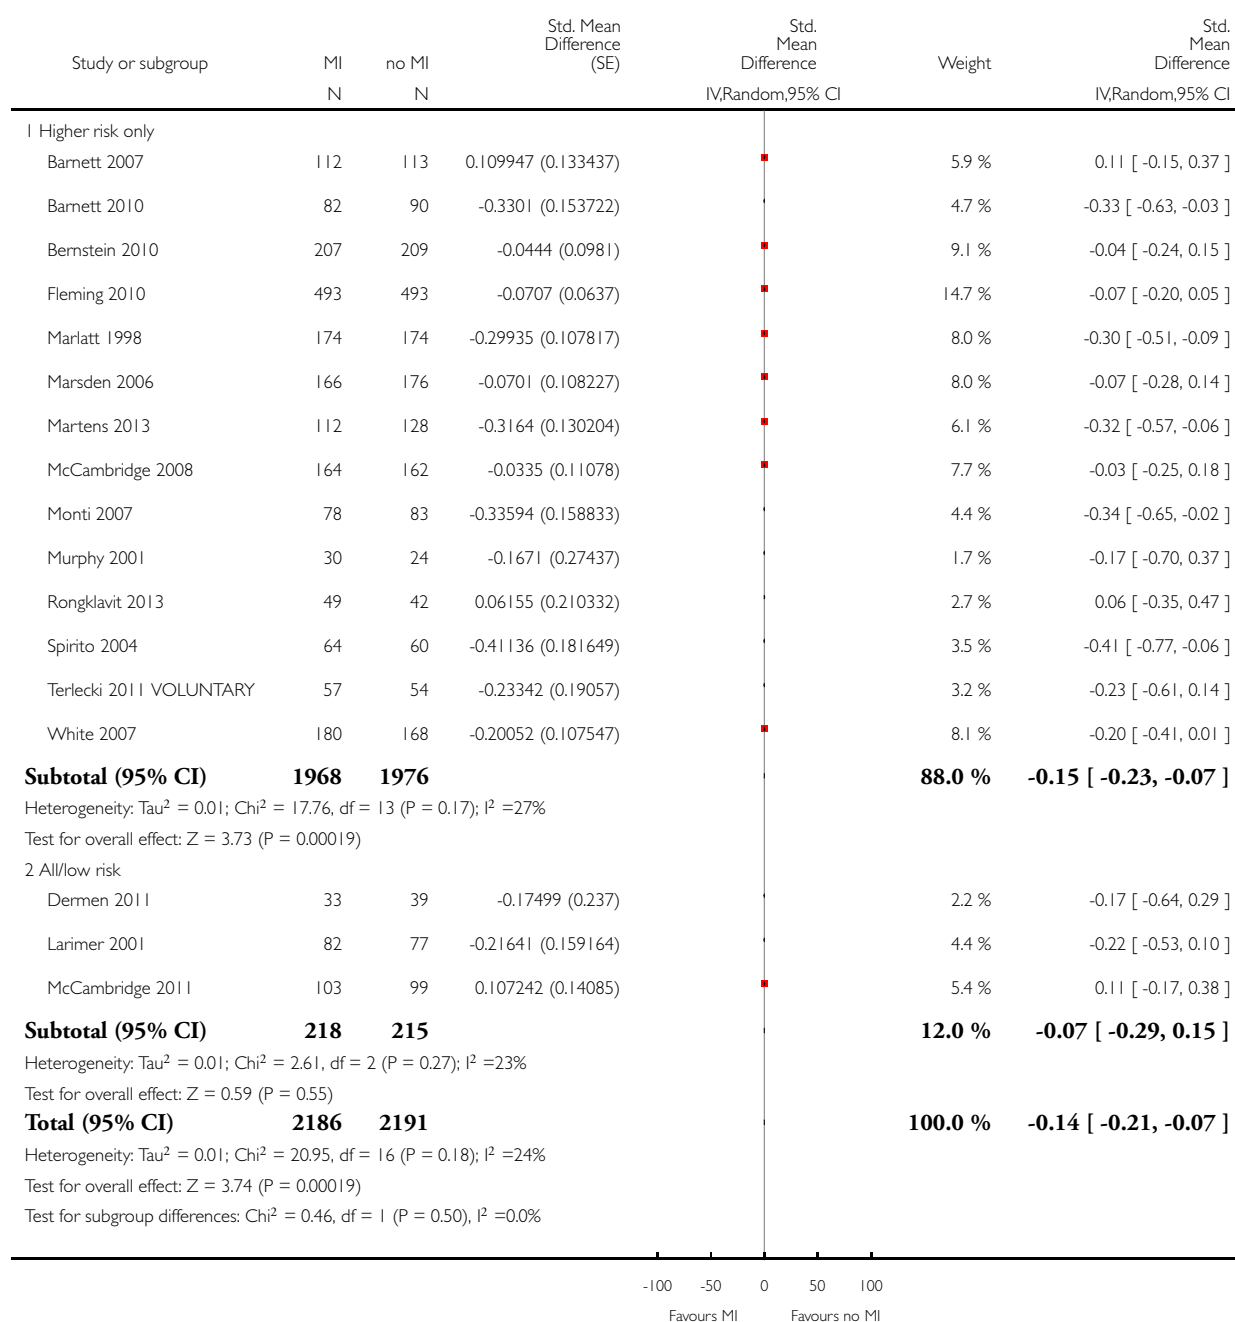 Study or subgroup MI no MI Std. Mean Difference (SE) Std. Mean Difference Weight Std. Mean Difference
N N IV,Random,95% CI IV,Random,95% CI
1 Higher risk only
Barnett 2007 112 113 0.109947 (0.133437) 5.9 % 0.11 [ -0.15, 0.37 ]
Barnett 2010 82 90 -0.3301 (0.153722) 4.7 % -0.33 [ -0.63, -0.03 ]
Bernstein 2010 207 209 -0.0444 (0.0981) 9.1 % -0.04 [ -0.24, 0.15 ]
Fleming 2010 493 493 -0.0707 (0.0637) 14.7 % -0.07 [ -0.20, 0.05 ]
Marlatt 1998 174 174 -0.29935 (0.107817) 8.0 % -0.30 [ -0.51, -0.09 ]
Marsden 2006 166 176 -0.0701 (0.108227) 8.0 % -0.07 [ -0.28, 0.14 ]
Martens 2013 112 128 -0.3164 (0.130204) 6.1 % -0.32 [ -0.57, -0.06 ]
McCambridge 2008 164 162 -0.0335 (0.11078) 7.7 % -0.03 [ -0.25, 0.18 ]
Monti 2007 78 83 -0.33594 (0.158833) 4.4 % -0.34 [ -0.65, -0.02 ]
Murphy 2001 30 24 -0.1671 (0.27437) 1.7 % -0.17 [ -0.70, 0.37 ]
Rongklavit 2013 49 42 0.06155 (0.210332) 2.7 % 0.06 [ -0.35, 0.47 ]
Spirito 2004 64 60 -0.41136 (0.181649) 3.5 % -0.41 [ -0.77, -0.06 ]
Terlecki 2011 VOLUNTARY 57 54 -0.23342 (0.19057) 3.2 % -0.23 [ -0.61, 0.14 ]
White 2007 180 168 -0.20052 (0.107547) 8.1 % -0.20 [ -0.41, 0.01 ]
Subtotal (95% CI) 1968 1976 88.0 % -0.15 [ -0.23, -0.07 ]
Heterogeneity: Tau² = 0.01; Chi² = 17.76, df = 13 (P = 0.17); I² =27%
Test for overall effect: Z = 3.73 (P = 0.00019)
2 All/low risk
Dermen 2011 33 39 -0.17499 (0.237) 2.2 % -0.17 [ -0.64, 0.29 ]
Larimer 2001 82 77 -0.21641 (0.159164) 4.4 % -0.22 [ -0.53, 0.10 ]
McCambridge 2011 103 99 0.107242 (0.14085) 5.4 % 0.11 [ -0.17, 0.38 ]
Subtotal (95% CI) 218 215 12.0 % -0.07 [ -0.29, 0.15 ]
Heterogeneity: Tau² = 0.01; Chi² = 2.61, df = 2 (P = 0.27); I² =23%
Test for overall effect: Z = 0.59 (P = 0.55)
Total (95% CI) 2186 2191 100.0 % -0.14 [ -0.21, -0.07 ]
Heterogeneity: Tau² = 0.01; Chi² = 20.95, df = 16 (P = 0.18); I² =24%
Test for overall effect: Z = 3.74 (P = 0.00019)
Test for subgroup differences: Chi² = 0.46, df = 1 (P = 0.50), I² =0.0%
-100 -50 0 50 100
Favours MI Favours no MI